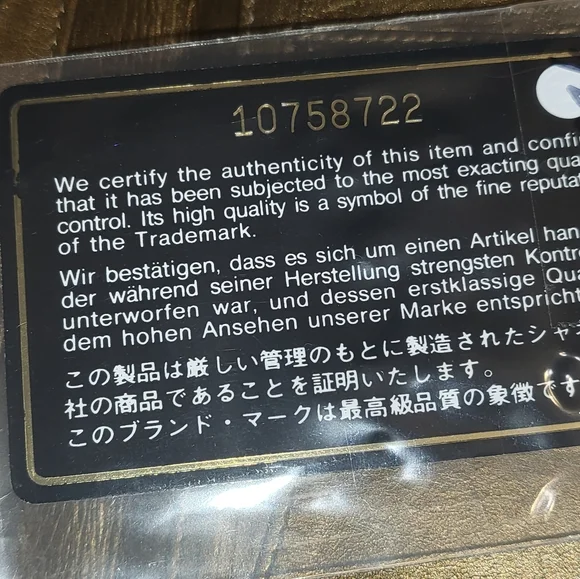 10758722
We certify the authenticity of this item and confi
that it has been subjected to the most exacting qua
control. Its high quality is a symbol of the fine reputat
of the Trademark.
Wir bestätigen, dass es sich um einen Artikel han
der während seiner Herstellung strengsten Kontr
unterworfen war, und dessen erstklassige Qua
dem hohen Ansehen unserer Marke entspricht
この製品は厳しい管理のもとに製造されたシャ
社の商品であることを証明いたします。
このブランド・マークは最高級品質の象徴です